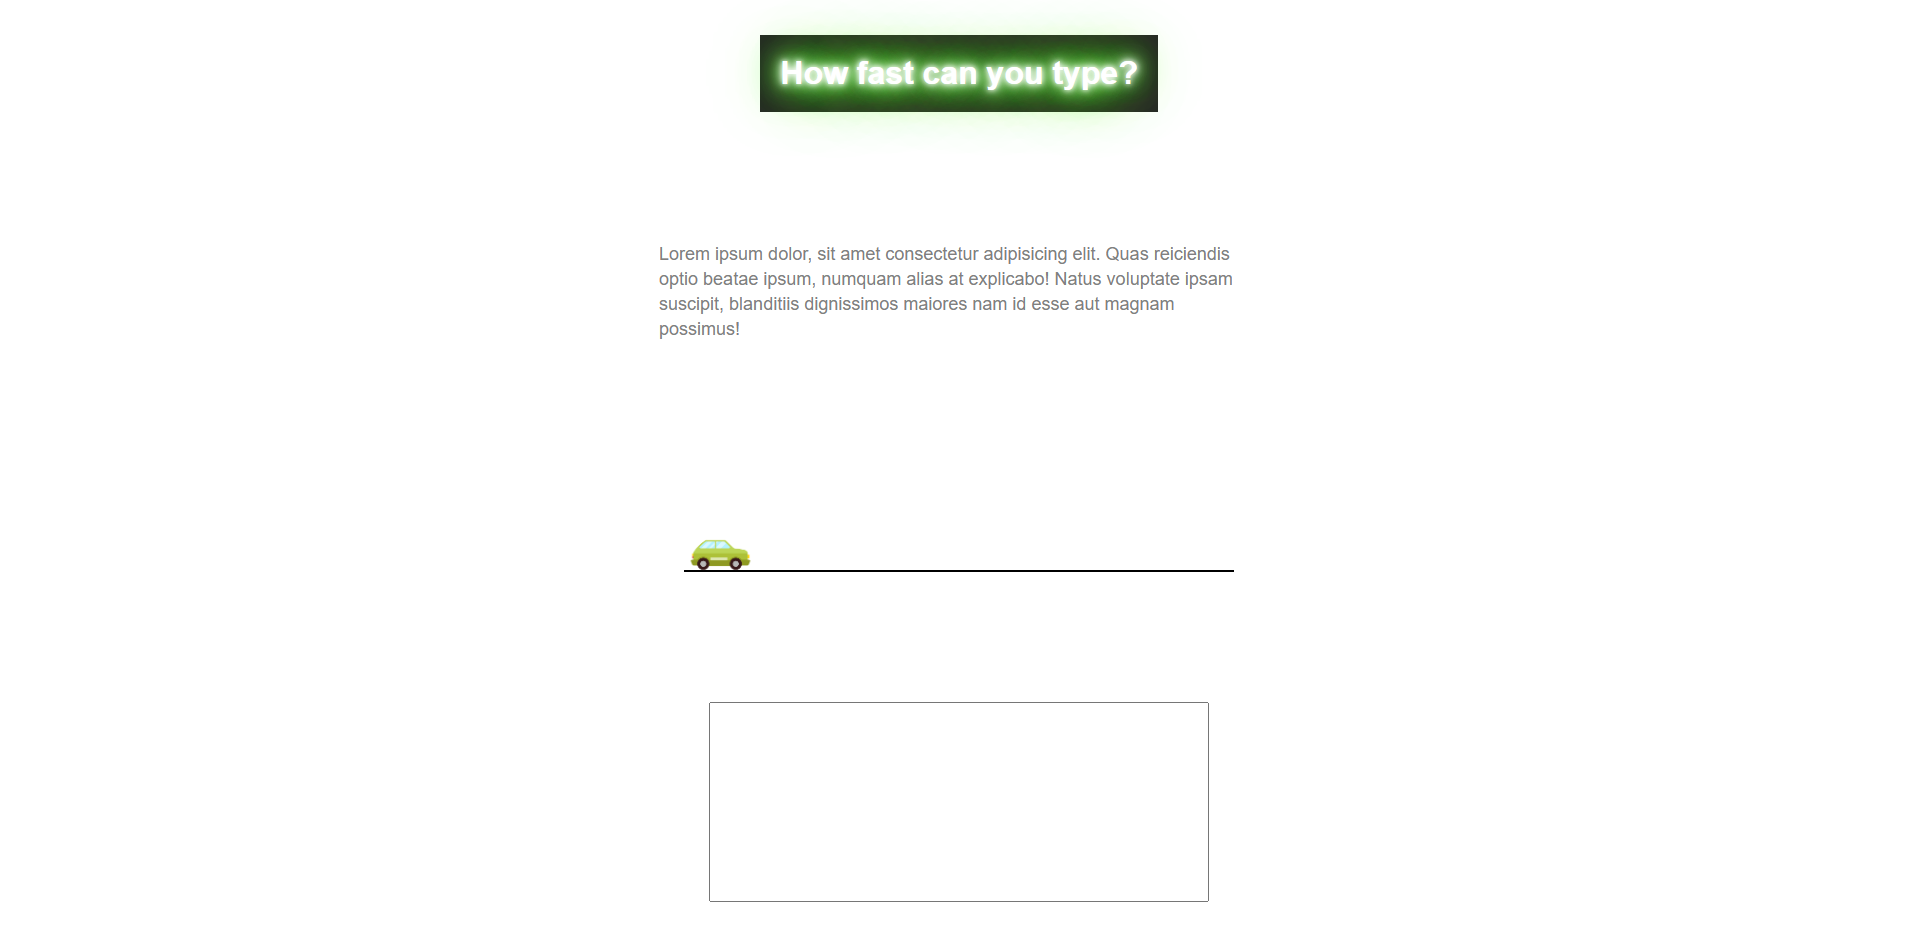 How fast can you type?
Lorem ipsum dolor, sit amet consectetur adipisicing elit. Quas reiciendis
optio beatae ipsum, numquam alias at explicabo! Natus voluptate ipsam
suscipit, blanditiis dignissimos maiores nam id esse aut magnam
possimus!